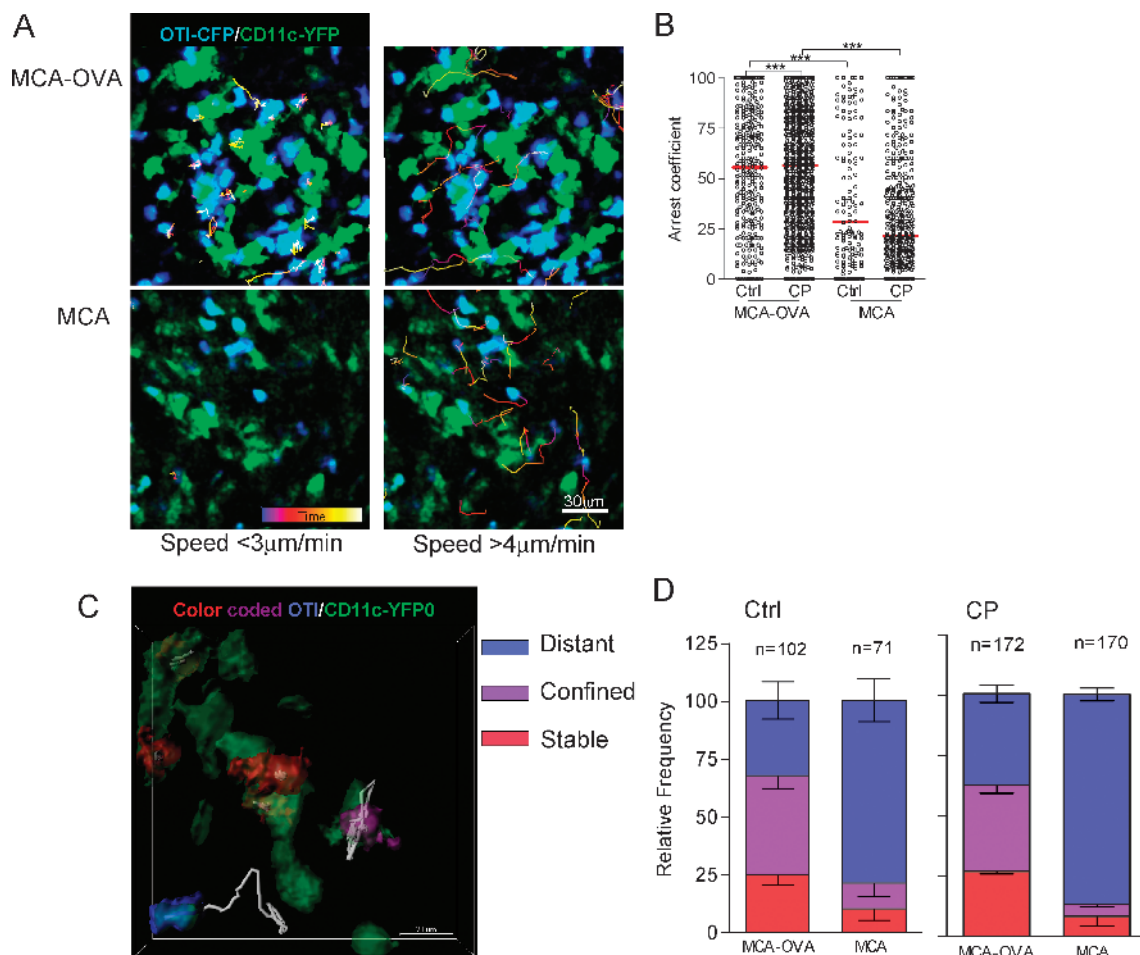 A
OTI-CFP/CD11c-YFP
MCA-OVA
MCA
Time
30μm
Speed <3μm/min
Speed >4μm/min
B
***
***
***
Arrest coefficient
100
75
50
25
0
Ctrl CP Ctrl CP
MCA-OVA MCA
C
Color coded OTI/CD11c-YFP0
Distant
Confined
Stable
D
Ctrl
CP
n=102 n=71
n=172 n=170
Relative Frequency
125
100
75
50
25
0
MCA-OVA MCA
MCA-OVA MCA